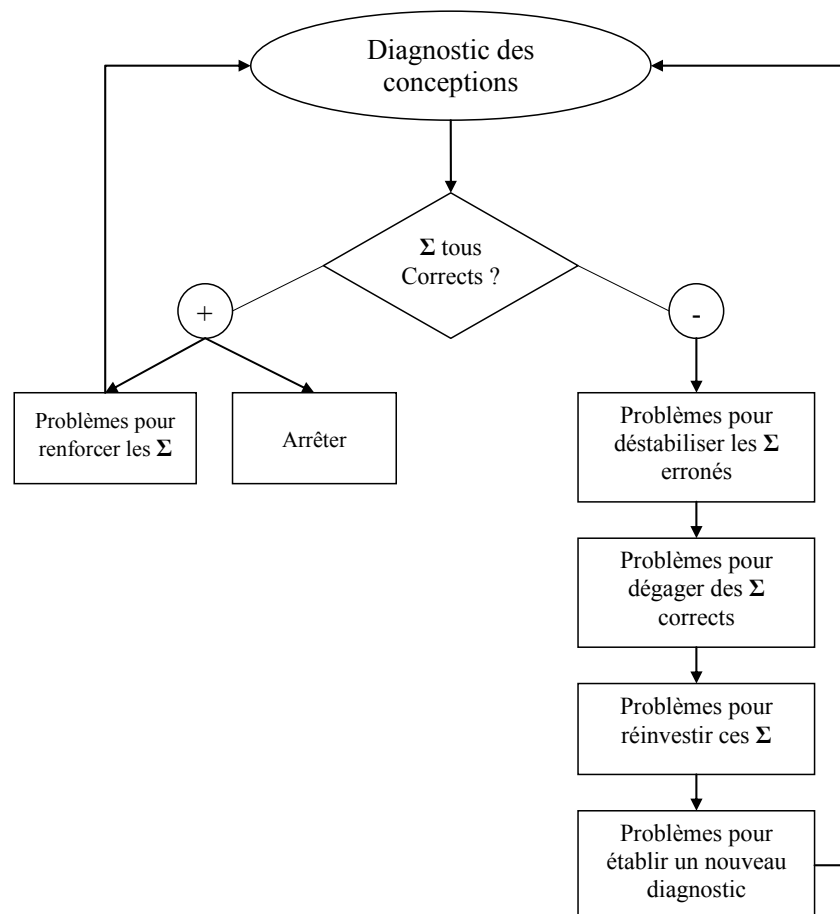 Diagnostic des
conceptions
Σ tous
Corrects ?
+
-
Problèmes pour
renforcer les Σ
Arrêter
Problèmes pour
déstabiliser les Σ
erronés
Problèmes pour
dégager des Σ
corrects
Problèmes pour
réinvestir ces Σ
Problèmes pour
établir un nouveau
diagnostic